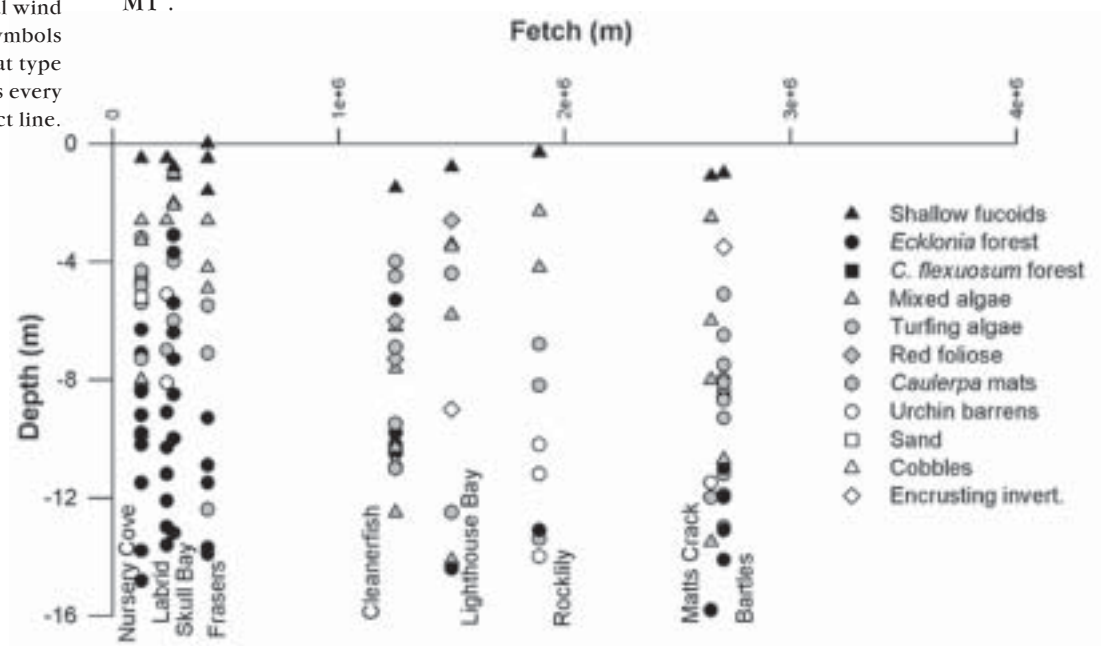 l wind
ymbols
at type
s every
ct line.
M1 .
Fetch (m)
0
1e+6
2e+6
3e+6
4e+6
Depth (m)
0
-4
-8
-12
-16
Nursery Cove
Labrid
Skull Bay
Frasers
Cleanerfish
Lighthouse Bay
Rocklily
Matts Crack
Bartles
Shallow fucoids
Ecklonia forest
C. flexuosum forest
Mixed algae
Turfing algae
Red foliose
Caulerpa mats
Urchin barrens
Sand
Cobbles
Encrusting invert.